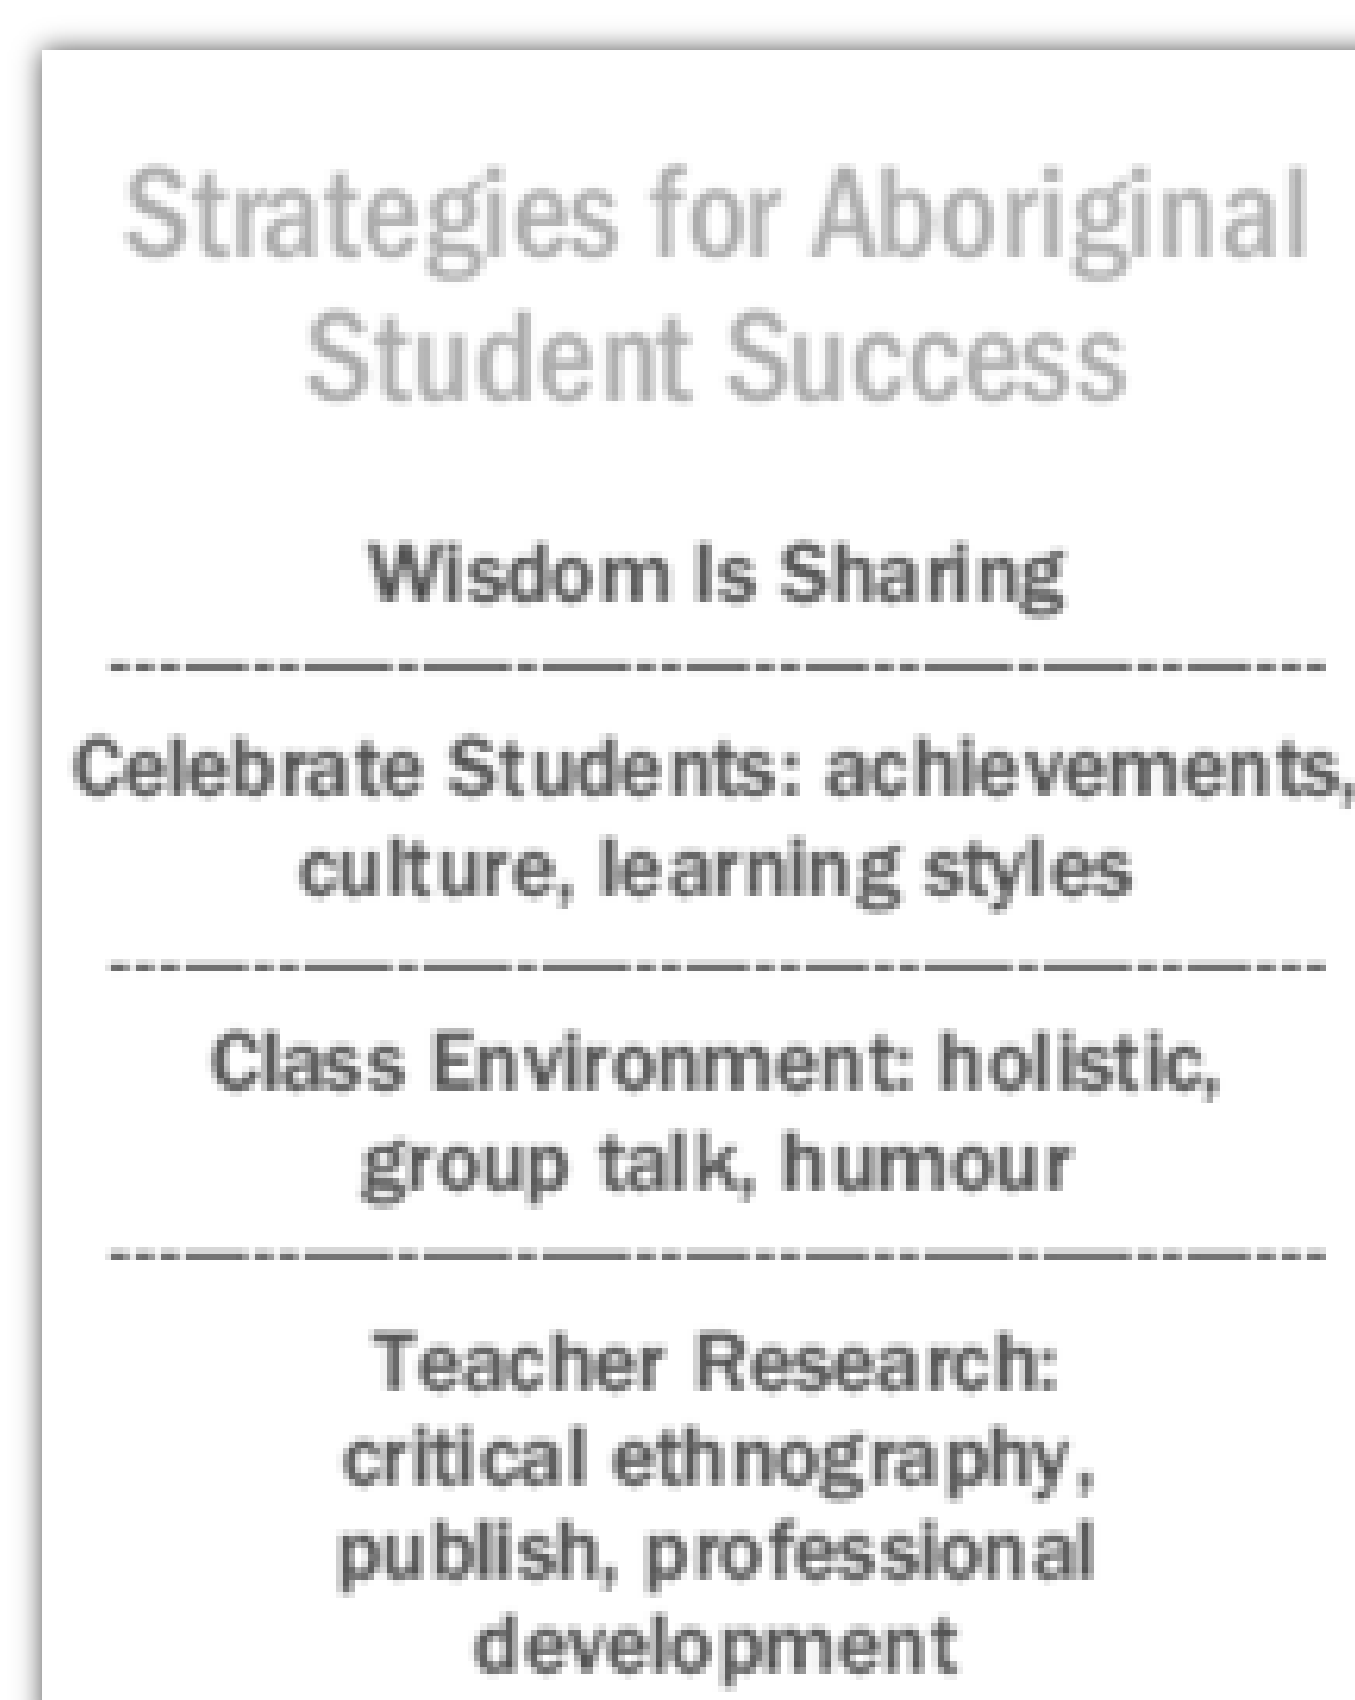 Strategies for Aboriginal
Student Success
Wisdom Is Sharing
Celebrate Students: achievements,
culture, learning styles
Class Environment: holistic,
group talk, humour
Teacher Research:
critical ethnography,
publish, professional
development